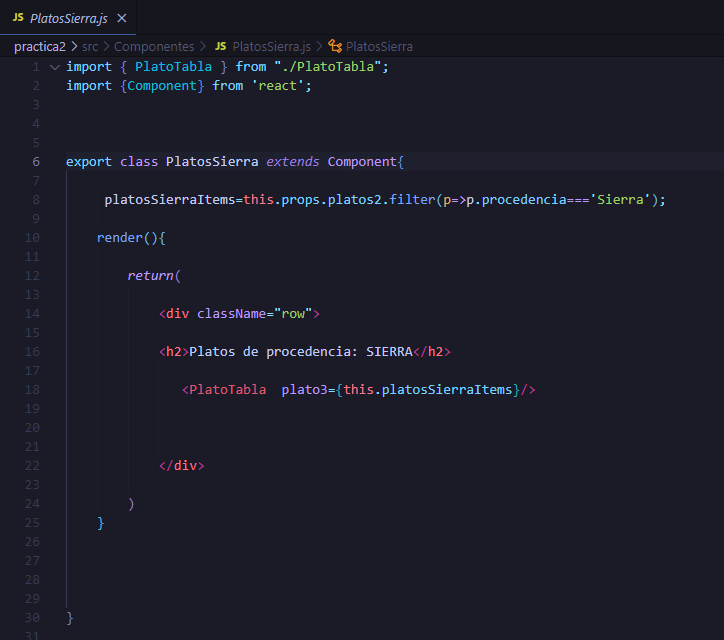 JS PlatosSierra.js ×
practica2 > src > Componentes > JS PlatosSierra.js > PlatosSierra
1 import { PlatoTabla } from "./PlatoTabla";
2 import {Component} from 'react';
3
4
5
6 export class PlatosSierra extends Component{
7
8 platosSierraItems=this.props.platos2.filter(p=>p.procedencia==='Sierra');
9
10 render(){
11
12 return(
13
14 <div className="row">
15
16 <h2>Platos de procedencia: SIERRA</h2>
17
18 <PlatoTabla plato3={this.platosSierraItems}/>
19
20
21
22 </div>
23
24 )
25 }
26
27
28
29
30 }
31